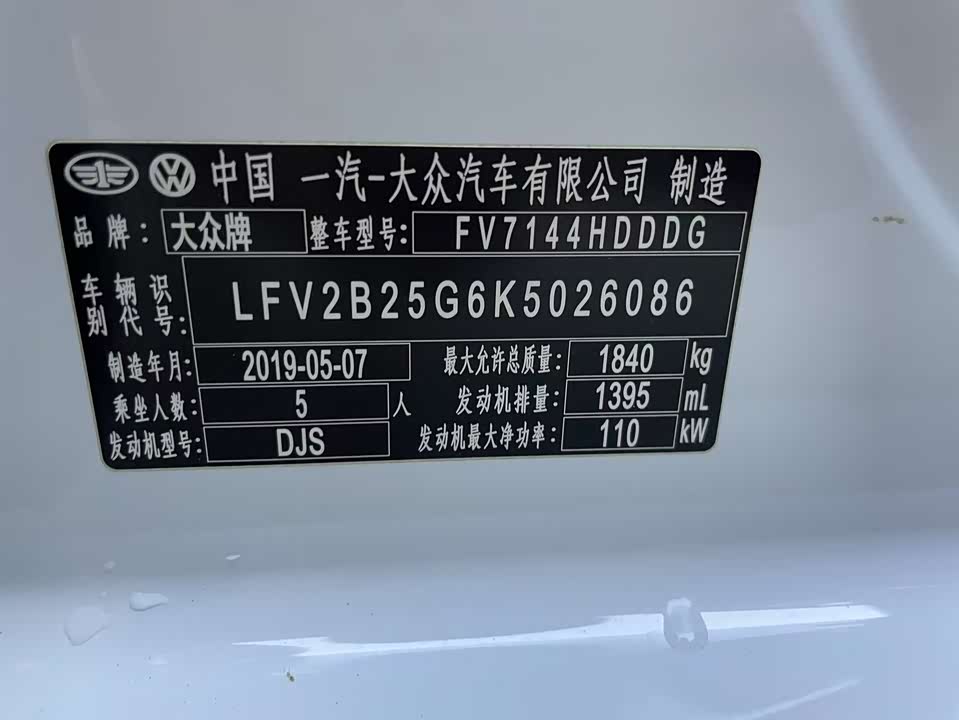 中国 一汽-大众汽车有限公司 制造
品牌: 大众牌 整车型号: FV7144HDDDG
车辆识别代号: LFV2B25G6K5026086
制造年月: 2019-05-07 最大允许总质量: 1840 kg
乘坐人数: 5 人 发动机排量: 1395 mL
发动机型号: DJS 发动机最大净功率: 110 kW